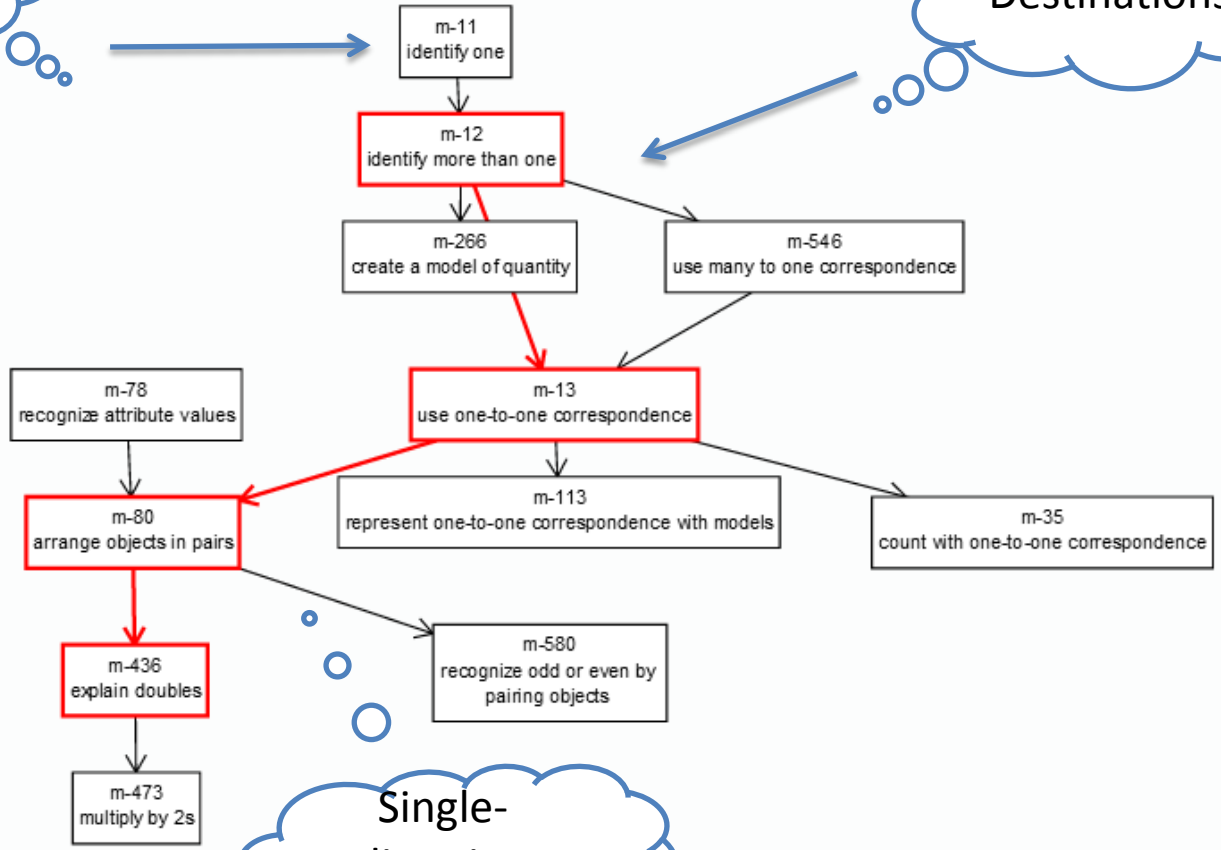 Destinations
m-11
identify one
m-12
identify more than one
m-266
create a model of quantity
m-546
use many to one correspondence
m-78
recognize attribute values
m-13
use one-to-one correspondence
m-80
arrange objects in pairs
m-113
represent one-to-one correspondence with models
m-35
count with one-to-one correspondence
m-436
explain doubles
m-580
recognize odd or even by
pairing objects
m-473
multiply by 2s
Single-